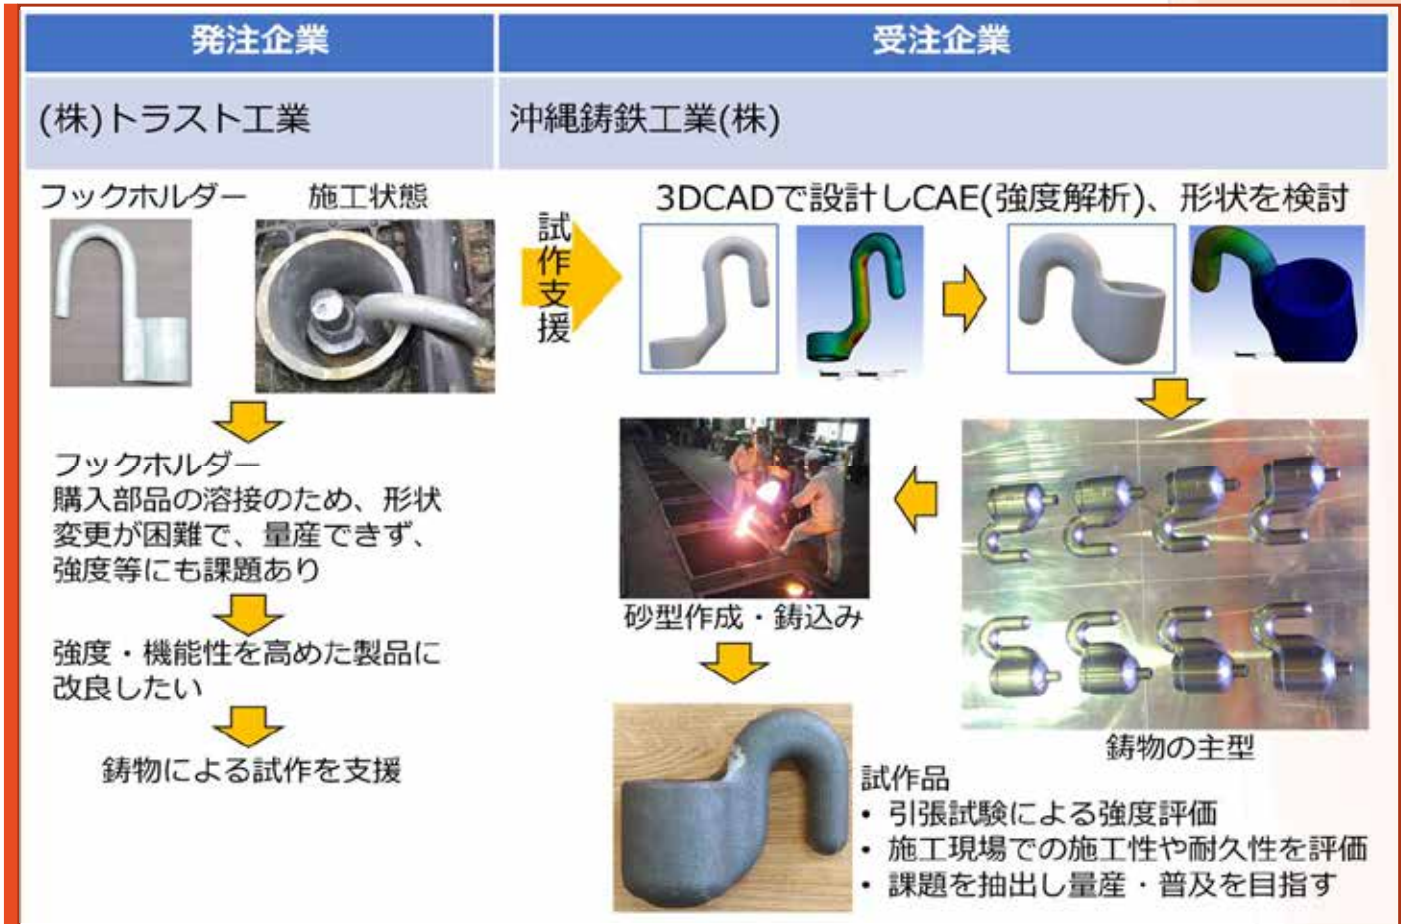 発注企業
受注企業
(株)トラスト工業
沖縄鋳鉄工業(株)
フックホルダー
施工状態
フックホルダー
購入部品の溶接のため、形状
変更が困難で、量産できず、
強度等にも課題あり
強度・機能性を高めた製品に
改良したい
鋳物による試作を支援
試作支援
3DCADで設計しCAE(強度解析)、形状を検討
鋳物の主型
砂型作成・鋳込み
試作品
• 引張試験による強度評価
• 施工現場での施工性や耐久性を評価
• 課題を抽出し量産・普及を目指す